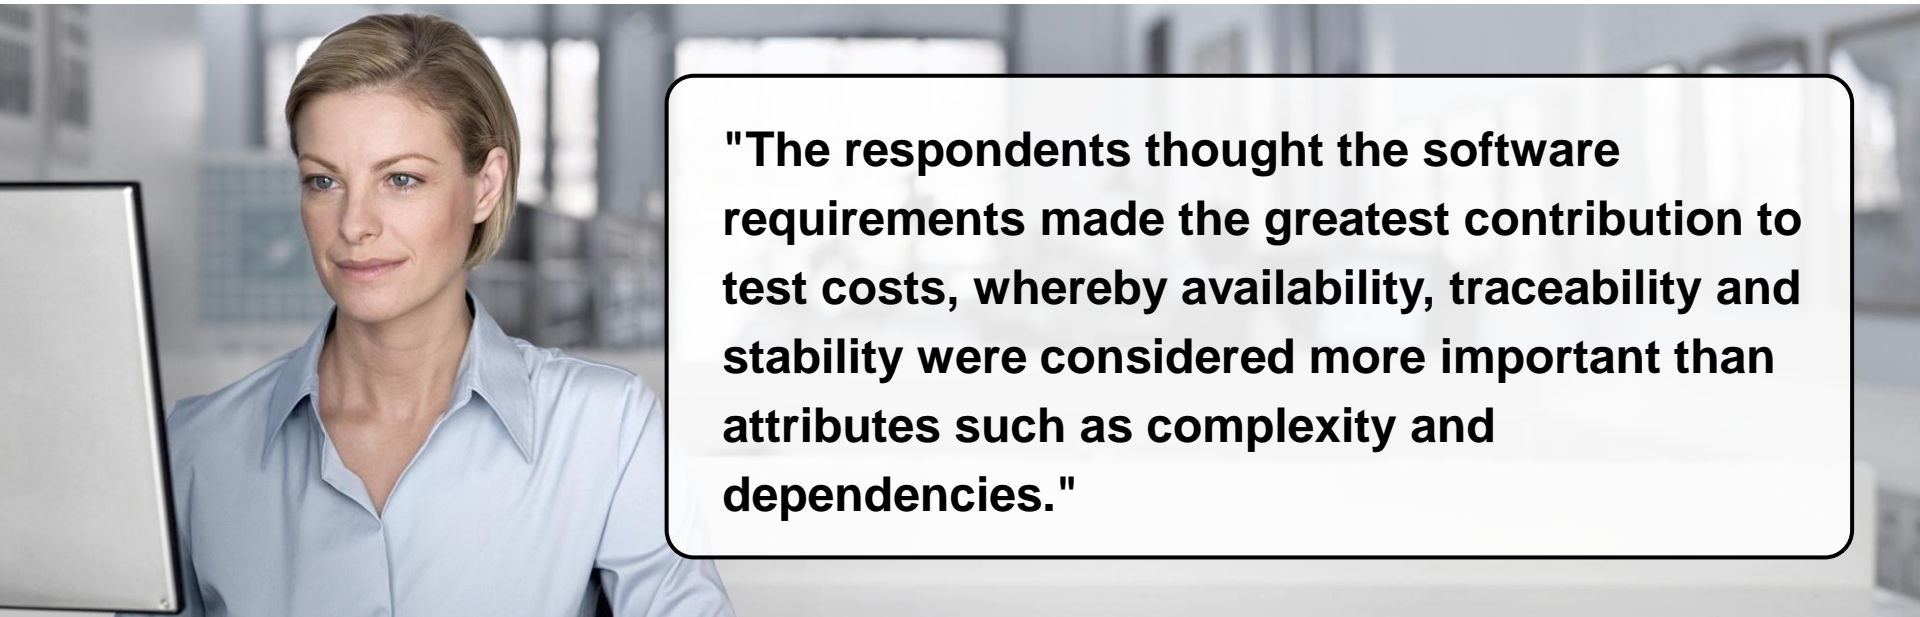 "The respondents thought the software
requirements made the greatest contribution to
test costs, whereby availability, traceability and
stability were considered more important than
attributes such as complexity and
dependencies."